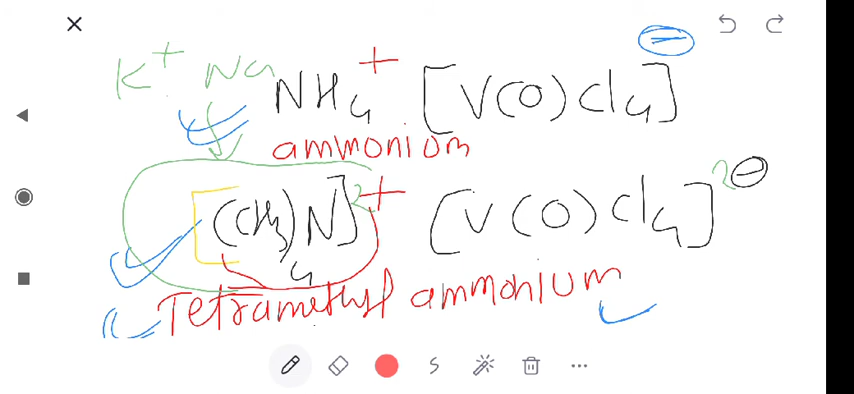 K+ Na
NH4+ [V(O)Cl4]
ammonium
[(CH3)4N]2+ [V(O)Cl4]2-
Tetramethyl ammonium